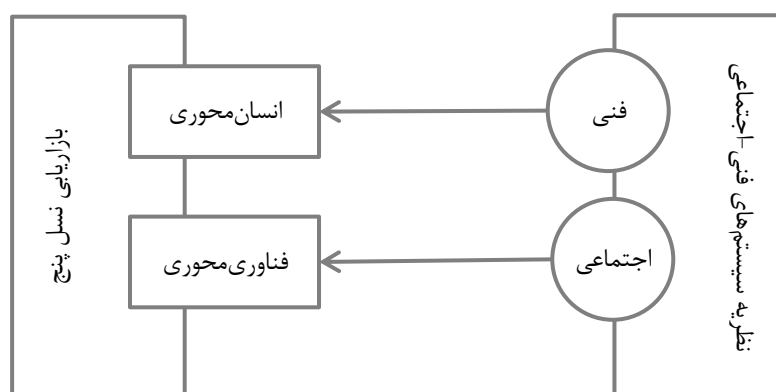 نظریه سیستم‌های فنی-اجتماعی
فنی
انسان‌محوری
اجتماعی
فناوری‌محوری
بازاریابی نسل پنج